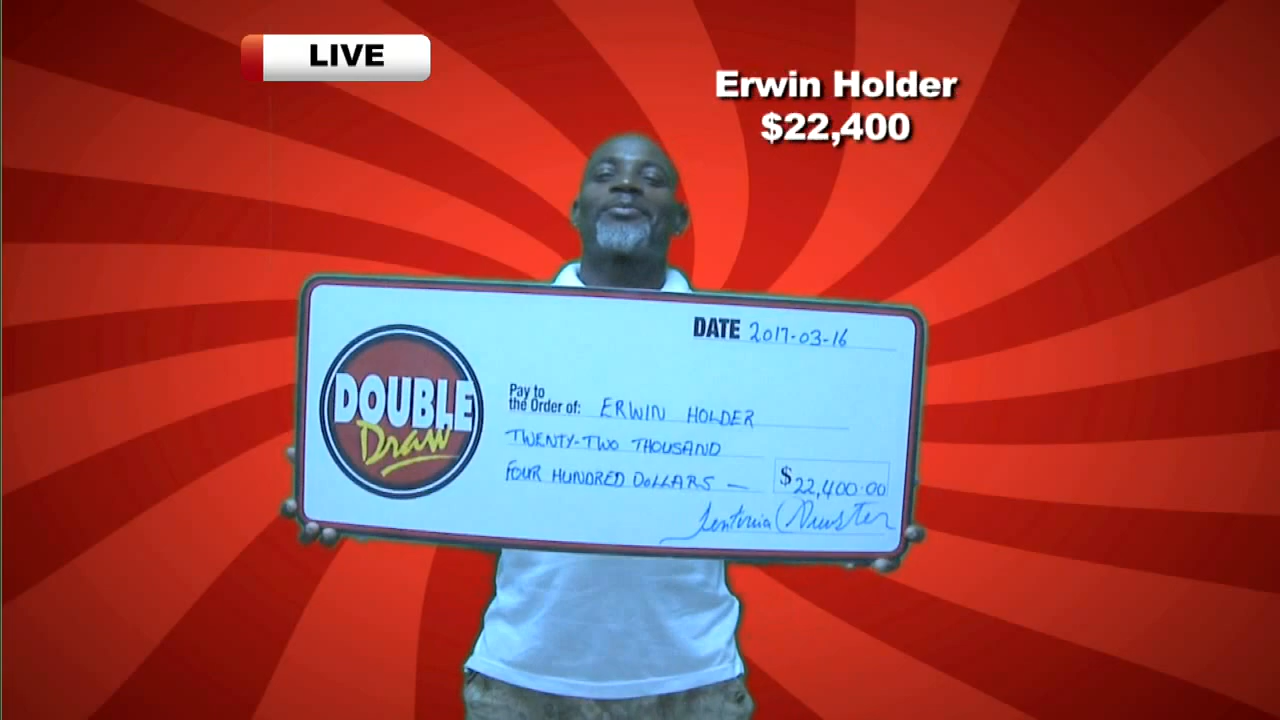 LIVE
Erwin Holder
$22,400
DATE 2017-03-16
DOUBLE
Draw
Pay to
the Order of: ERWIN HOLDER
TWENTY-TWO THOUSAND
FOUR HUNDRED DOLLARS — $22,400.00